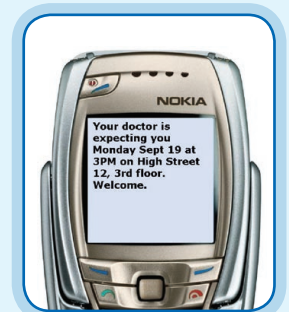 NOKIA
Your doctor is
expecting you
Monday Sept 19 at
3PM on High Street
12, 3rd floor.
Welcome.